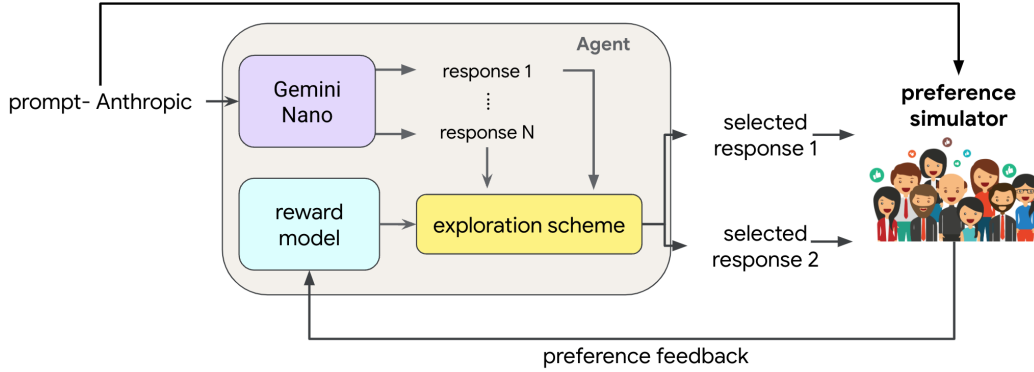 Agent
prompt- Anthropic
Gemini
Nano
response 1
response N
reward
model
exploration scheme
selected
response 1
selected
response 2
preference
simulator
preference feedback